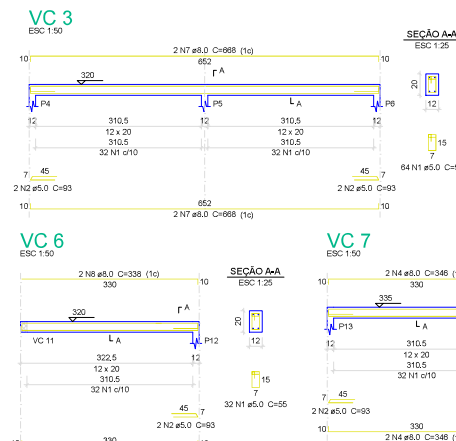 VC 3
ESC 1:50
2 N7 ø8.0 C=668 (1c)
10 652 10
SEÇÃO A-A
ESC 1:25
320
A
A
P4 P5 P6
20
12
12 310.5 12 310.5 12
12 x 20 12 x 20
310.5 310.5
32 N1 c/10 32 N1 c/10
15
7
64 N1 ø5.0
45
7
2 N2 ø5.0 C=93
45
7
2 N2 ø5.0 C=93
10 652 10
2 N7 ø8.0 C=668 (1c)
VC 6
ESC 1:50
2 N8 ø8.0 C=338 (1c)
330 10
SEÇÃO A-A
ESC 1:25
320
A
A
VC 11 P12
20
12
322.5 12
12 x 20
310.5
32 N1 c/10
15
7
32 N1 ø5.0 C=55
45
7
2 N2 ø5.0 C=93
VC 7
ESC 1:50
2 N4 ø8.0 C=346
10 330
335
A
P13
12 310.5
12 x 20
310.5
32 N1 c/10
45
7
2 N2 ø5.0 C=93
10 330
2 N4 ø8.0 C=346